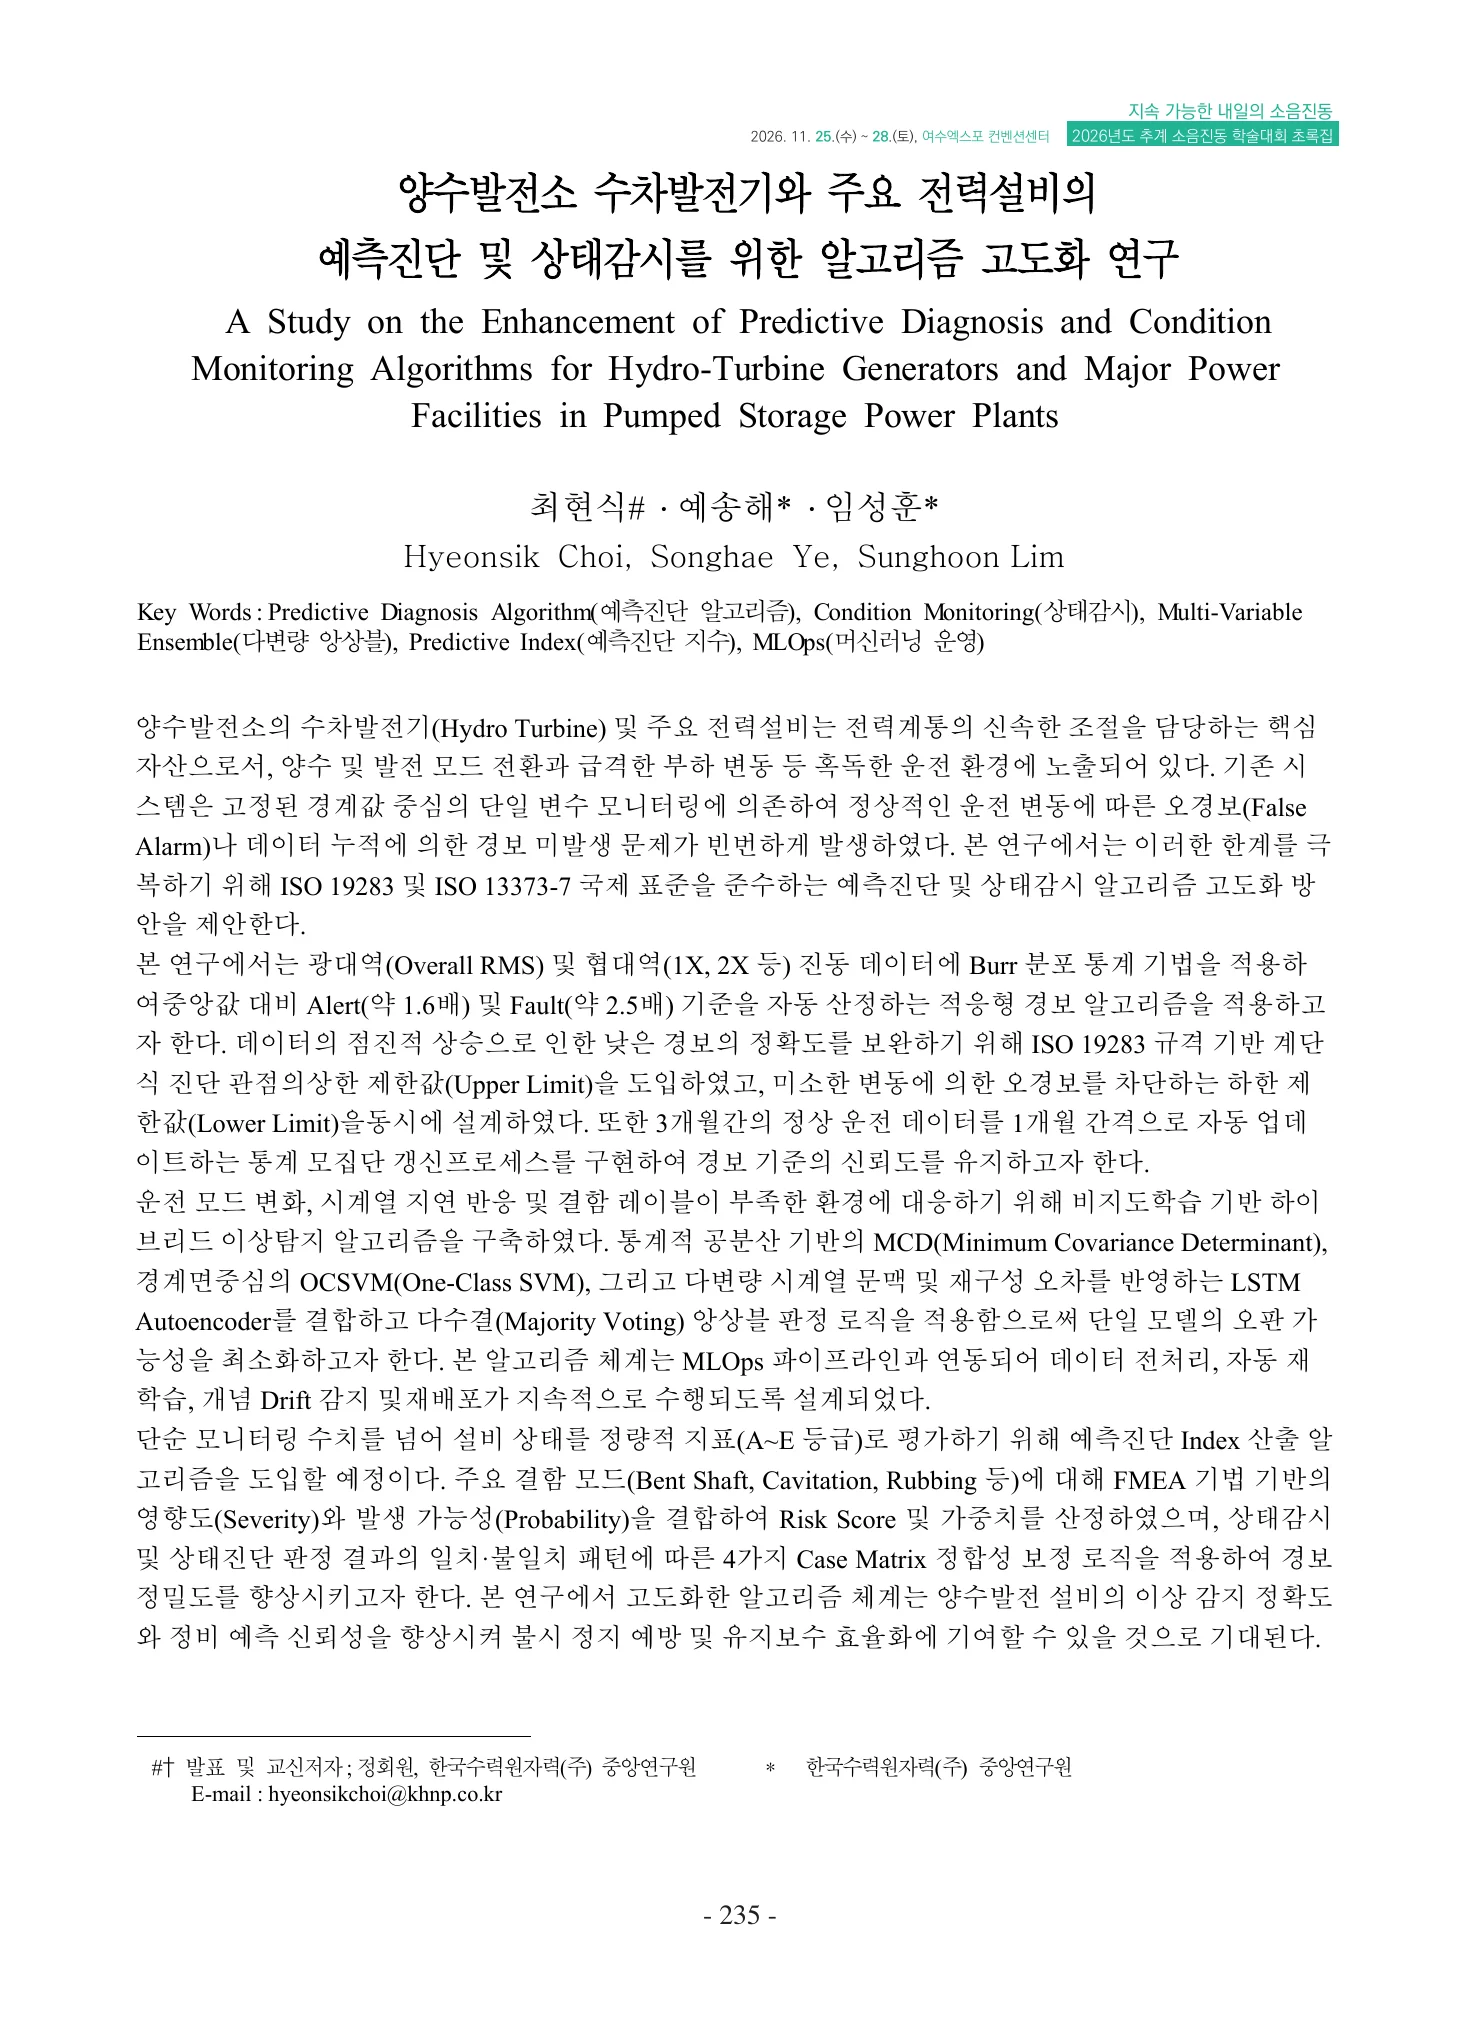 지속 가능한 내일의 소음진동
2026. 11. 25.(수) ~ 28.(토), 여수엑스포 컨벤션센터 2026년도 추계 소음진동 학술대회 초록집
양수발전소 수차발전기와 주요 전력설비의
예측진단 및 상태감시를 위한 알고리즘 고도화 연구
A Study on the Enhancement of Predictive Diagnosis and Condition
Monitoring Algorithms for Hydro-Turbine Generators and Major Power
Facilities in Pumped Storage Power Plants
최현식# · 예송해* · 임성훈*
Hyeonsik Choi, Songhae Ye, Sunghoon Lim
Key Words : Predictive Diagnosis Algorithm(예측진단 알고리즘), Condition Monitoring(상태감시), Multi-Variable
Ensemble(다변량 앙상블), Predictive Index(예측진단 지수), MLOps(머신러닝 운영)
양수발전소의 수차발전기(Hydro Turbine) 및 주요 전력설비는 전력계통의 신속한 조절을 담당하는 핵심
자산으로서, 양수 및 발전 모드 전환과 급격한 부하 변동 등 혹독한 운전 환경에 노출되어 있다. 기존 시
스템은 고정된 경계값 중심의 단일 변수 모니터링에 의존하여 정상적인 운전 변동에 따른 오경보(False
Alarm)나 데이터 누적에 의한 경보 미발생 문제가 빈번하게 발생하였다. 본 연구에서는 이러한 한계를 극
복하기 위해 ISO 19283 및 ISO 13373-7 국제 표준을 준수하는 예측진단 및 상태감시 알고리즘 고도화 방
안을 제안한다.
본 연구에서는 광대역(Overall RMS) 및 협대역(1X, 2X 등) 진동 데이터에 Burr 분포 통계 기법을 적용하
여중앙값 대비 Alert(약 1.6배) 및 Fault(약 2.5배) 기준을 자동 산정하는 적응형 경보 알고리즘을 적용하고
자 한다. 데이터의 점진적 상승으로 인한 낮은 경보의 정확도를 보완하기 위해 ISO 19283 규격 기반 계단
식 진단 관점의상한 제한값(Upper Limit)을 도입하였고, 미소한 변동에 의한 오경보를 차단하는 하한 제
한값(Lower Limit)을동시에 설계하였다. 또한 3개월간의 정상 운전 데이터를 1개월 간격으로 자동 업데
이트하는 통계 모집단 갱신프로세스를 구현하여 경보 기준의 신뢰도를 유지하고자 한다.
운전 모드 변화, 시계열 지연 반응 및 결함 레이블이 부족한 환경에 대응하기 위해 비지도학습 기반 하이
브리드 이상탐지 알고리즘을 구축하였다. 통계적 공분산 기반의 MCD(Minimum Covariance Determinant),
경계면중심의 OCSVM(One-Class SVM), 그리고 다변량 시계열 문맥 및 재구성 오차를 반영하는 LSTM
Autoencoder를 결합하고 다수결(Majority Voting) 앙상블 판정 로직을 적용함으로써 단일 모델의 오판 가
능성을 최소화하고자 한다. 본 알고리즘 체계는 MLOps 파이프라인과 연동되어 데이터 전처리, 자동 재
학습, 개념 Drift 감지 및재배포가 지속적으로 수행되도록 설계되었다.
단순 모니터링 수치를 넘어 설비 상태를 정량적 지표(A~E 등급)로 평가하기 위해 예측진단 Index 산출 알
고리즘을 도입할 예정이다. 주요 결함 모드(Bent Shaft, Cavitation, Rubbing 등)에 대해 FMEA 기법 기반의
영향도(Severity)와 발생 가능성(Probability)을 결합하여 Risk Score 및 가중치를 산정하였으며, 상태감시
및 상태진단 판정 결과의 일치·불일치 패턴에 따른 4가지 Case Matrix 정합성 보정 로직을 적용하여 경보
정밀도를 향상시키고자 한다. 본 연구에서 고도화한 알고리즘 체계는 양수발전 설비의 이상 감지 정확도
와 정비 예측 신뢰성을 향상시켜 불시 정지 예방 및 유지보수 효율화에 기여할 수 있을 것으로 기대된다.
#† 발표 및 교신저자 ; 정회원, 한국수력원자력(주) 중앙연구원
E-mail : hyeonsikchoi@khnp.co.kr
* 한국수력원자력(주) 중앙연구원
- 235 -